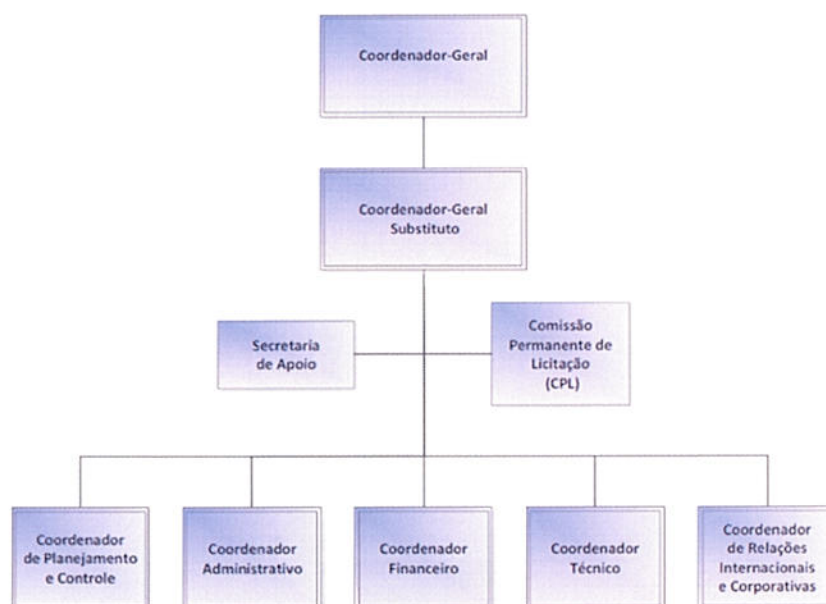 Coordenador-Geral
Coordenador-Geral
Substituto
Secretaria
de Apoio
Comissão
Permanente de
Licitação
(CPL)
Coordenador
de Planejamento
e Controle
Coordenador
Administrativo
Coordenador
Financeiro
Coordenador
Técnico
Coordenador
de Relações
Internacionais
e Corporativas